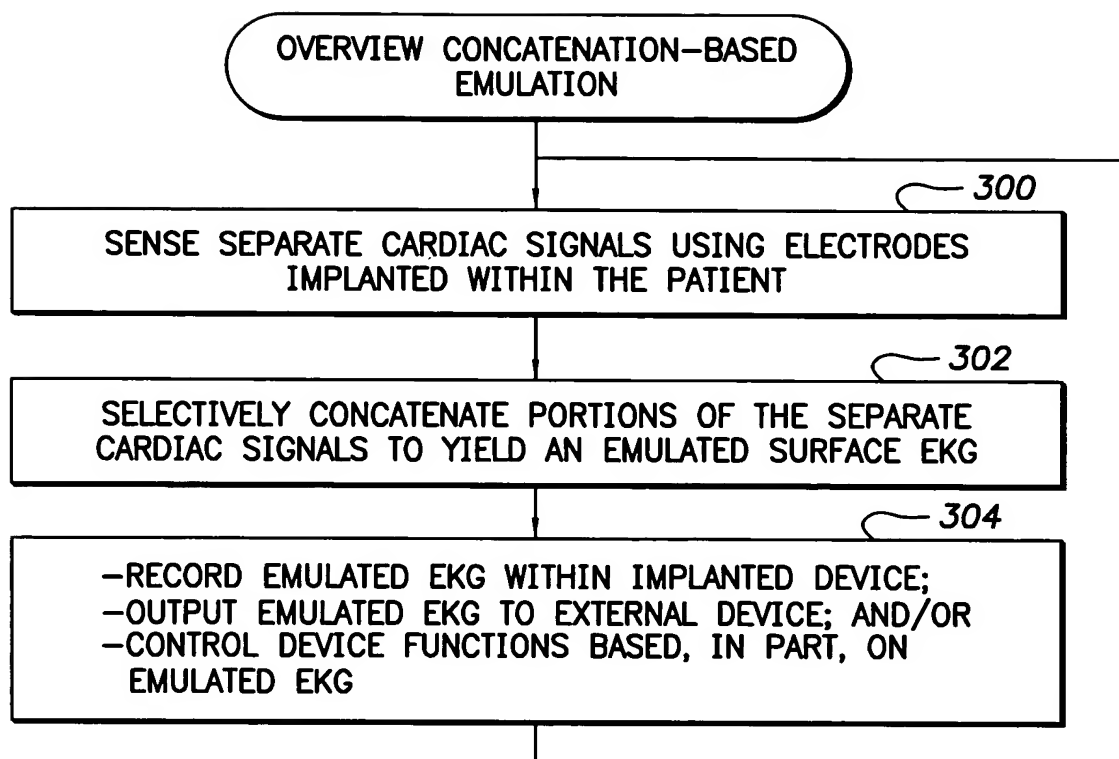 OVERVIEW CONCATENATION-BASED
EMULATION
300
SENSE SEPARATE CARDIAC SIGNALS USING ELECTRODES
IMPLANTED WITHIN THE PATIENT
302
SELECTIVELY CONCATENATE PORTIONS OF THE SEPARATE
CARDIAC SIGNALS TO YIELD AN EMULATED SURFACE EKG
304
-RECORD EMULATED EKG WITHIN IMPLANTED DEVICE;
-OUTPUT EMULATED EKG TO EXTERNAL DEVICE; AND/OR
-CONTROL DEVICE FUNCTIONS BASED, IN PART, ON
EMULATED EKG